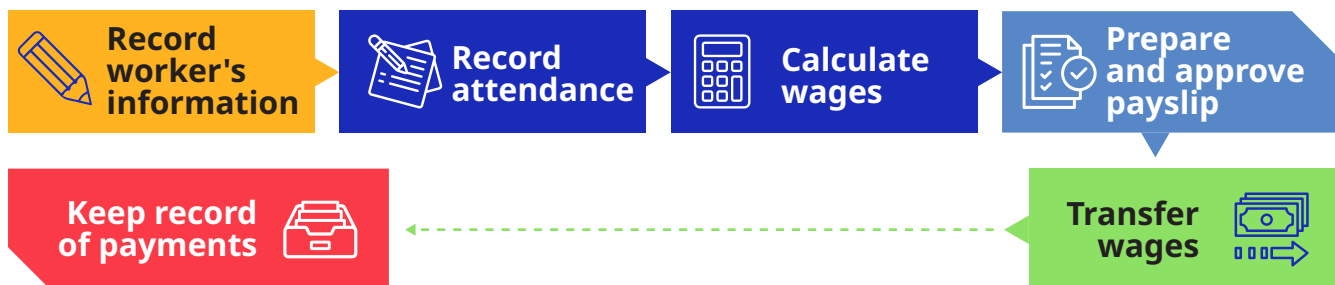 Record
worker's
information
Record
attendance
Calculate
wages
Prepare
and approve
payslip
Transfer
wages
Keep record
of payments